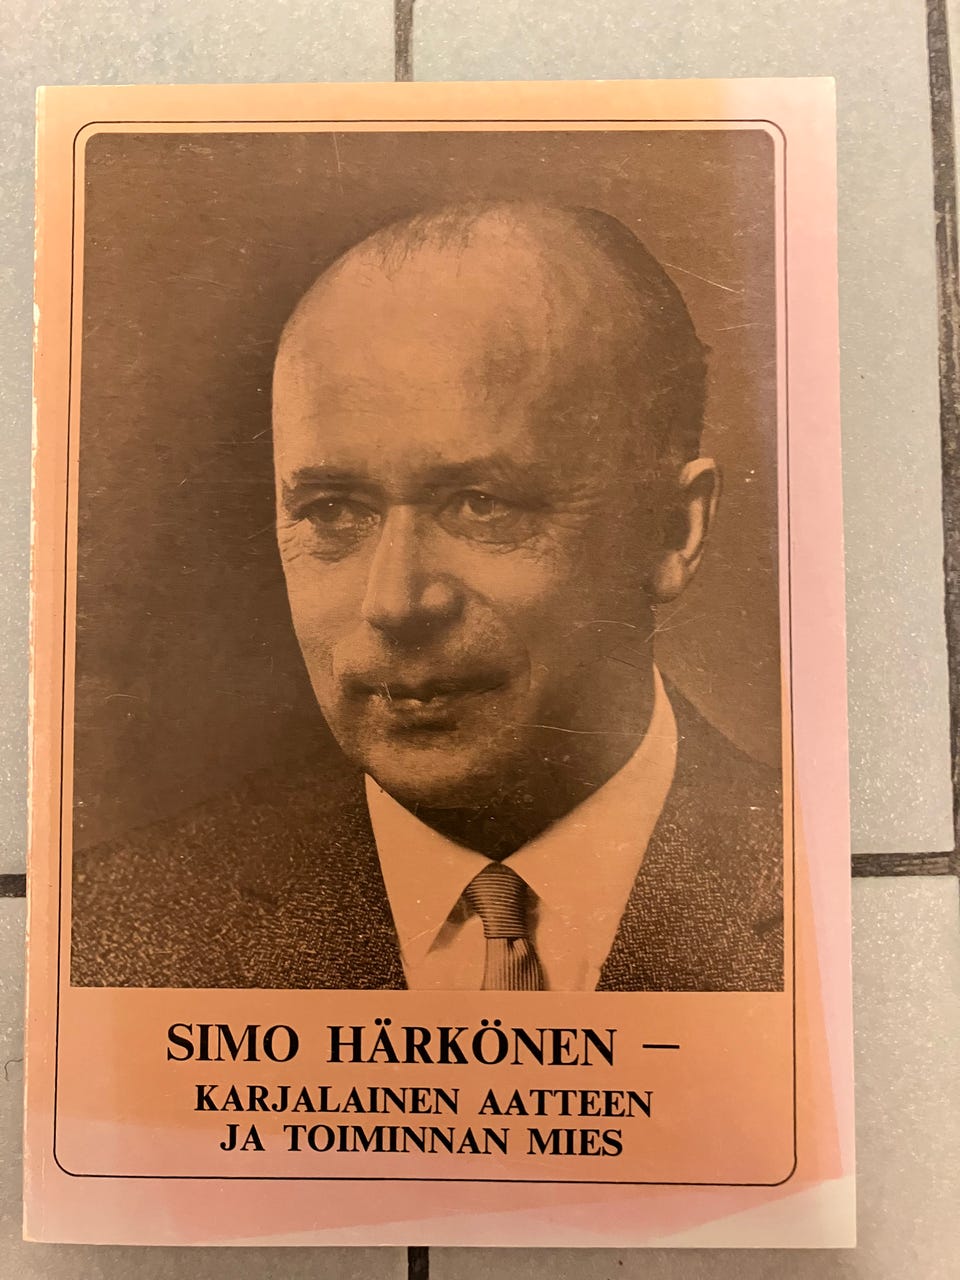 SIMO HÄRKÖNEN –
KARJALAINEN AATTEEN
JA TOIMINNAN MIES